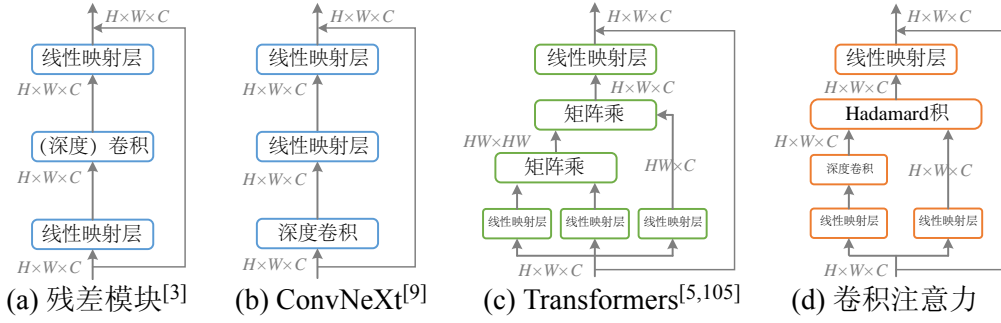 H×W×C
线性映射层
H×W×C
(深度) 卷积
H×W×C
线性映射层
H×W×C
(a) 残差模块[3]
H×W×C
线性映射层
H×W×C
线性映射层
H×W×C
深度卷积
H×W×C
(b) ConvNeXt[9]
H×W×C
线性映射层
H×W×C
矩阵乘
HW×HW
HW×C
矩阵乘
线性映射层 线性映射层 线性映射层
H×W×C
(c) Transformers[5,105]
H×W×C
线性映射层
H×W×C
Hadamard积
H×W×C
H×W×C
深度卷积
线性映射层 线性映射层
H×W×C
(d) 卷积注意力